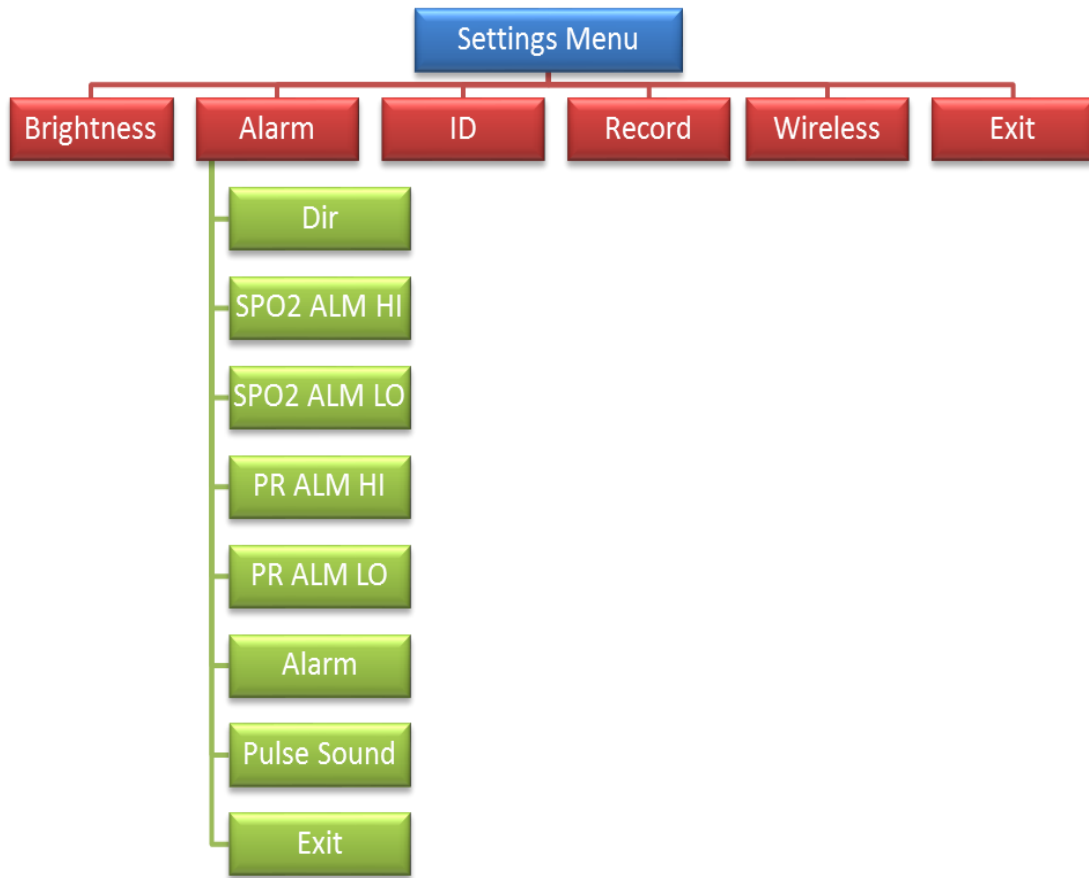 Settings Menu
Brightness
Alarm
ID
Record
Wireless
Exit
Dir
SPO2 ALM HI
SPO2 ALM LO
PR ALM HI
PR ALM LO
Alarm
Pulse Sound
Exit